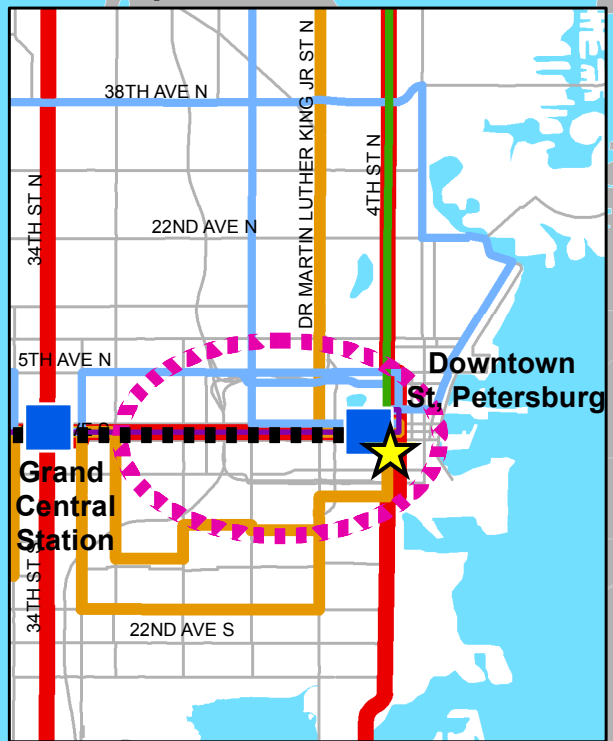 38TH AVE N
DR MARTIN LUTHER KING JR ST N
4TH ST N
34TH ST N
22ND AVE N
5TH AVE N
Downtown
St, Petersburg
Grand
Central
Station
34TH ST S
22ND AVE S